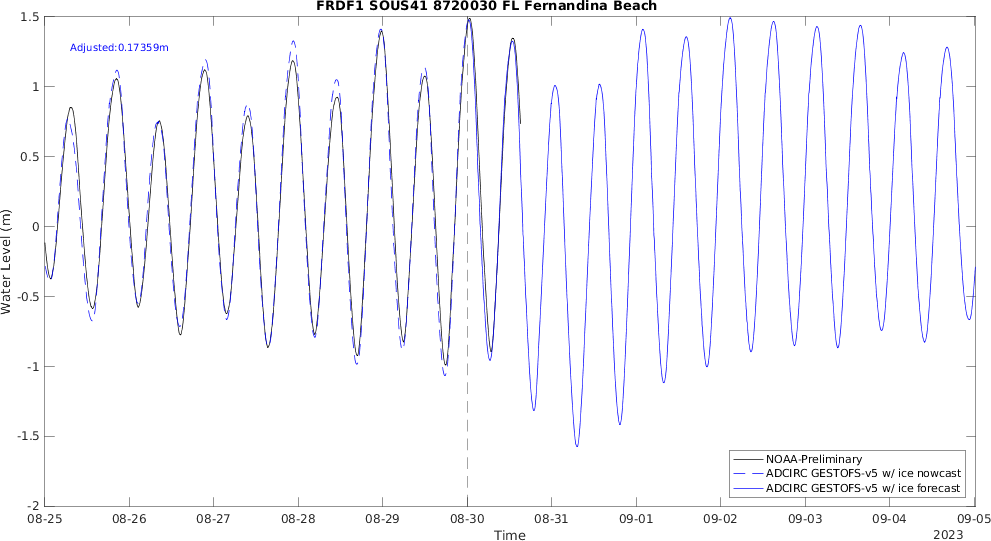 FRDF1 SOUS41 8720030 FL Fernandina Beach
Adjusted:0.17359m
Water Level (m)
1.5
1
0.5
0
-0.5
-1
-1.5
-2
NOAA-Preliminary
ADCIRC GESTOFS-v5 w/ ice nowcast
ADCIRC GESTOFS-v5 w/ ice forecast
08-25 08-26 08-27 08-28 08-29 08-30 08-31 09-01 09-02 09-03 09-04 09-05
Time
2023